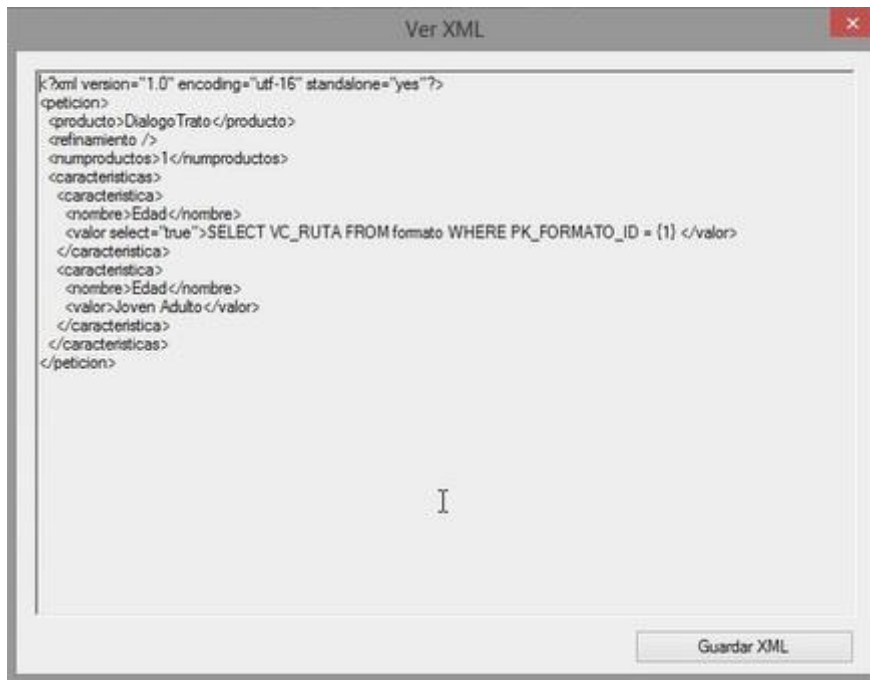 Ver XML
<?xml version="1.0" encoding="utf-16" standalone="yes"?>
<peticion>
<producto>DialogoTrato</producto>
<refinamiento />
<numproductos>1</numproductos>
<caracteristicas>
<caracteristica>
<nombre>Edad</nombre>
<valor select="true">SELECT VC_RUTA FROM formato WHERE PK_FORMATO_ID = {1} </valor>
</caracteristica>
<caracteristica>
<nombre>Edad</nombre>
<valor>Joven Adulto</valor>
</caracteristica>
</caracteristicas>
</peticion>
Guardar XML